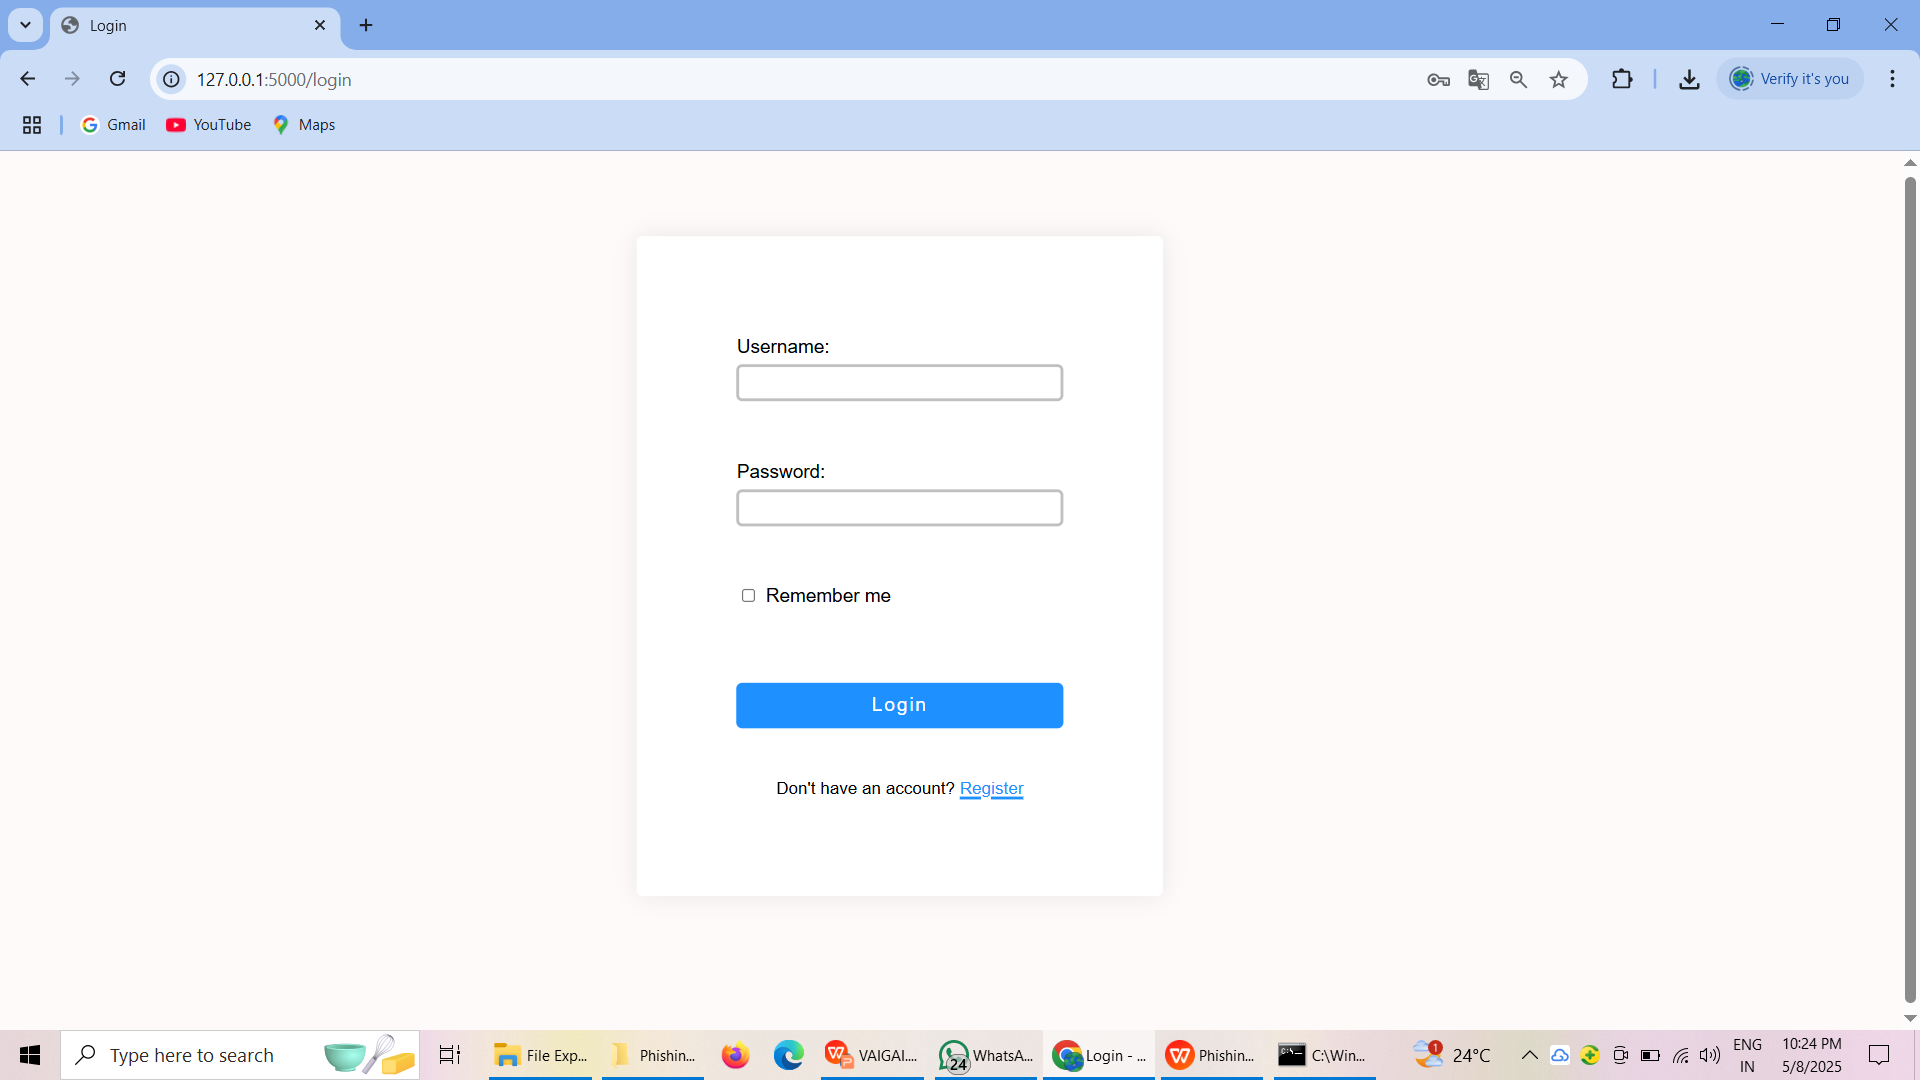 Login
127.0.0.1:5000/login
Verify it's you
Gmail
YouTube
Maps
Username:
Password:
Remember me
Login
Don't have an account? Register
Type here to search
File Exp...
Phishin...
VAIGAI...
24
WhatsA...
Login - ...
Phishin...
C:\Win...
1
24°C
ENG
IN
10:24 PM
5/8/2025